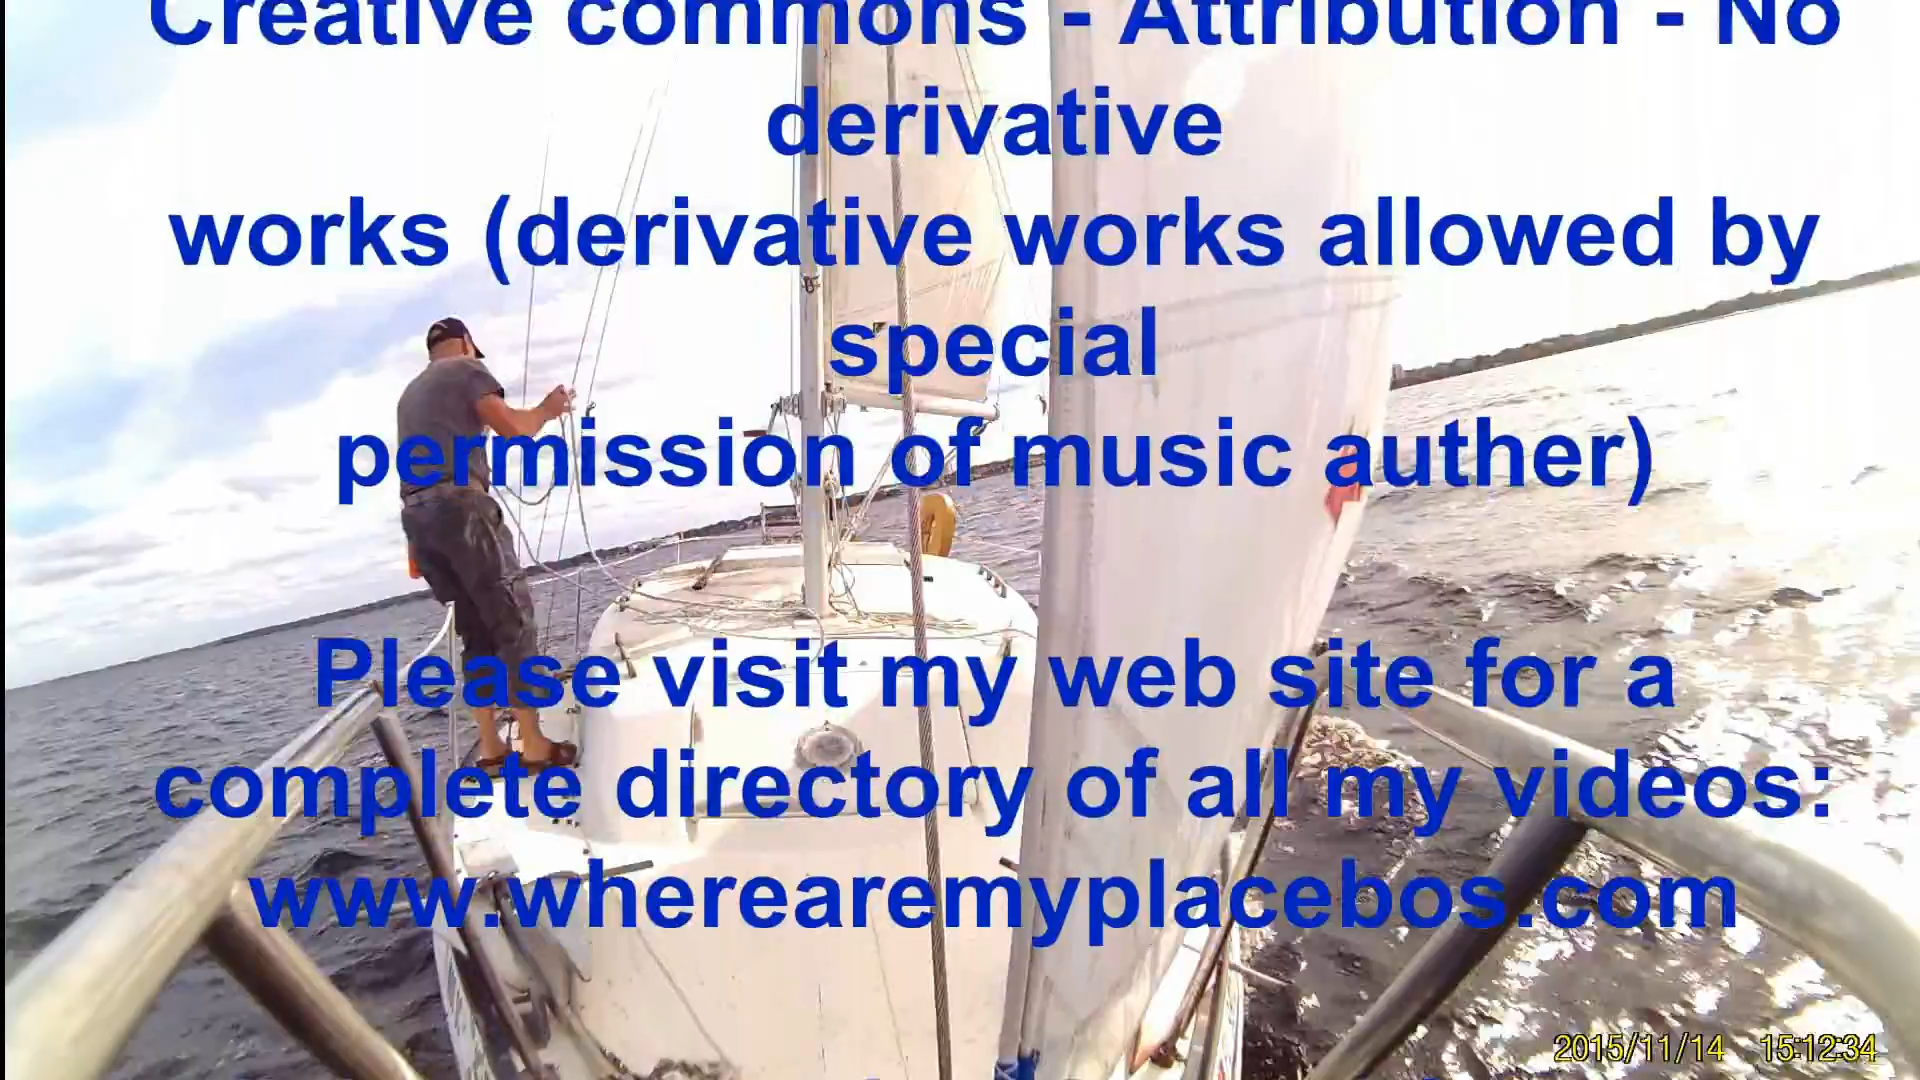 Creative commons - Attribution - No
derivative
works (derivative works allowed by
special
permission of music auther)
Please visit my web site for a
complete directory of all my videos:
www.wherearemyplacebos.com
2015/11/14 15:12:34